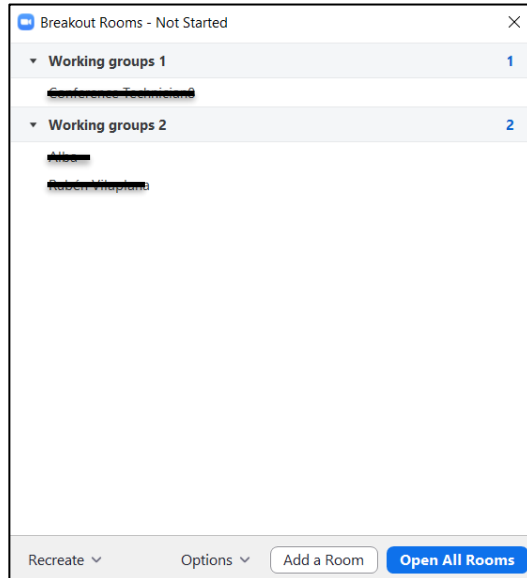 Breakout Rooms - Not Started
Working groups 1 1
Working groups 2 2
Recreate Options Add a Room Open All Rooms